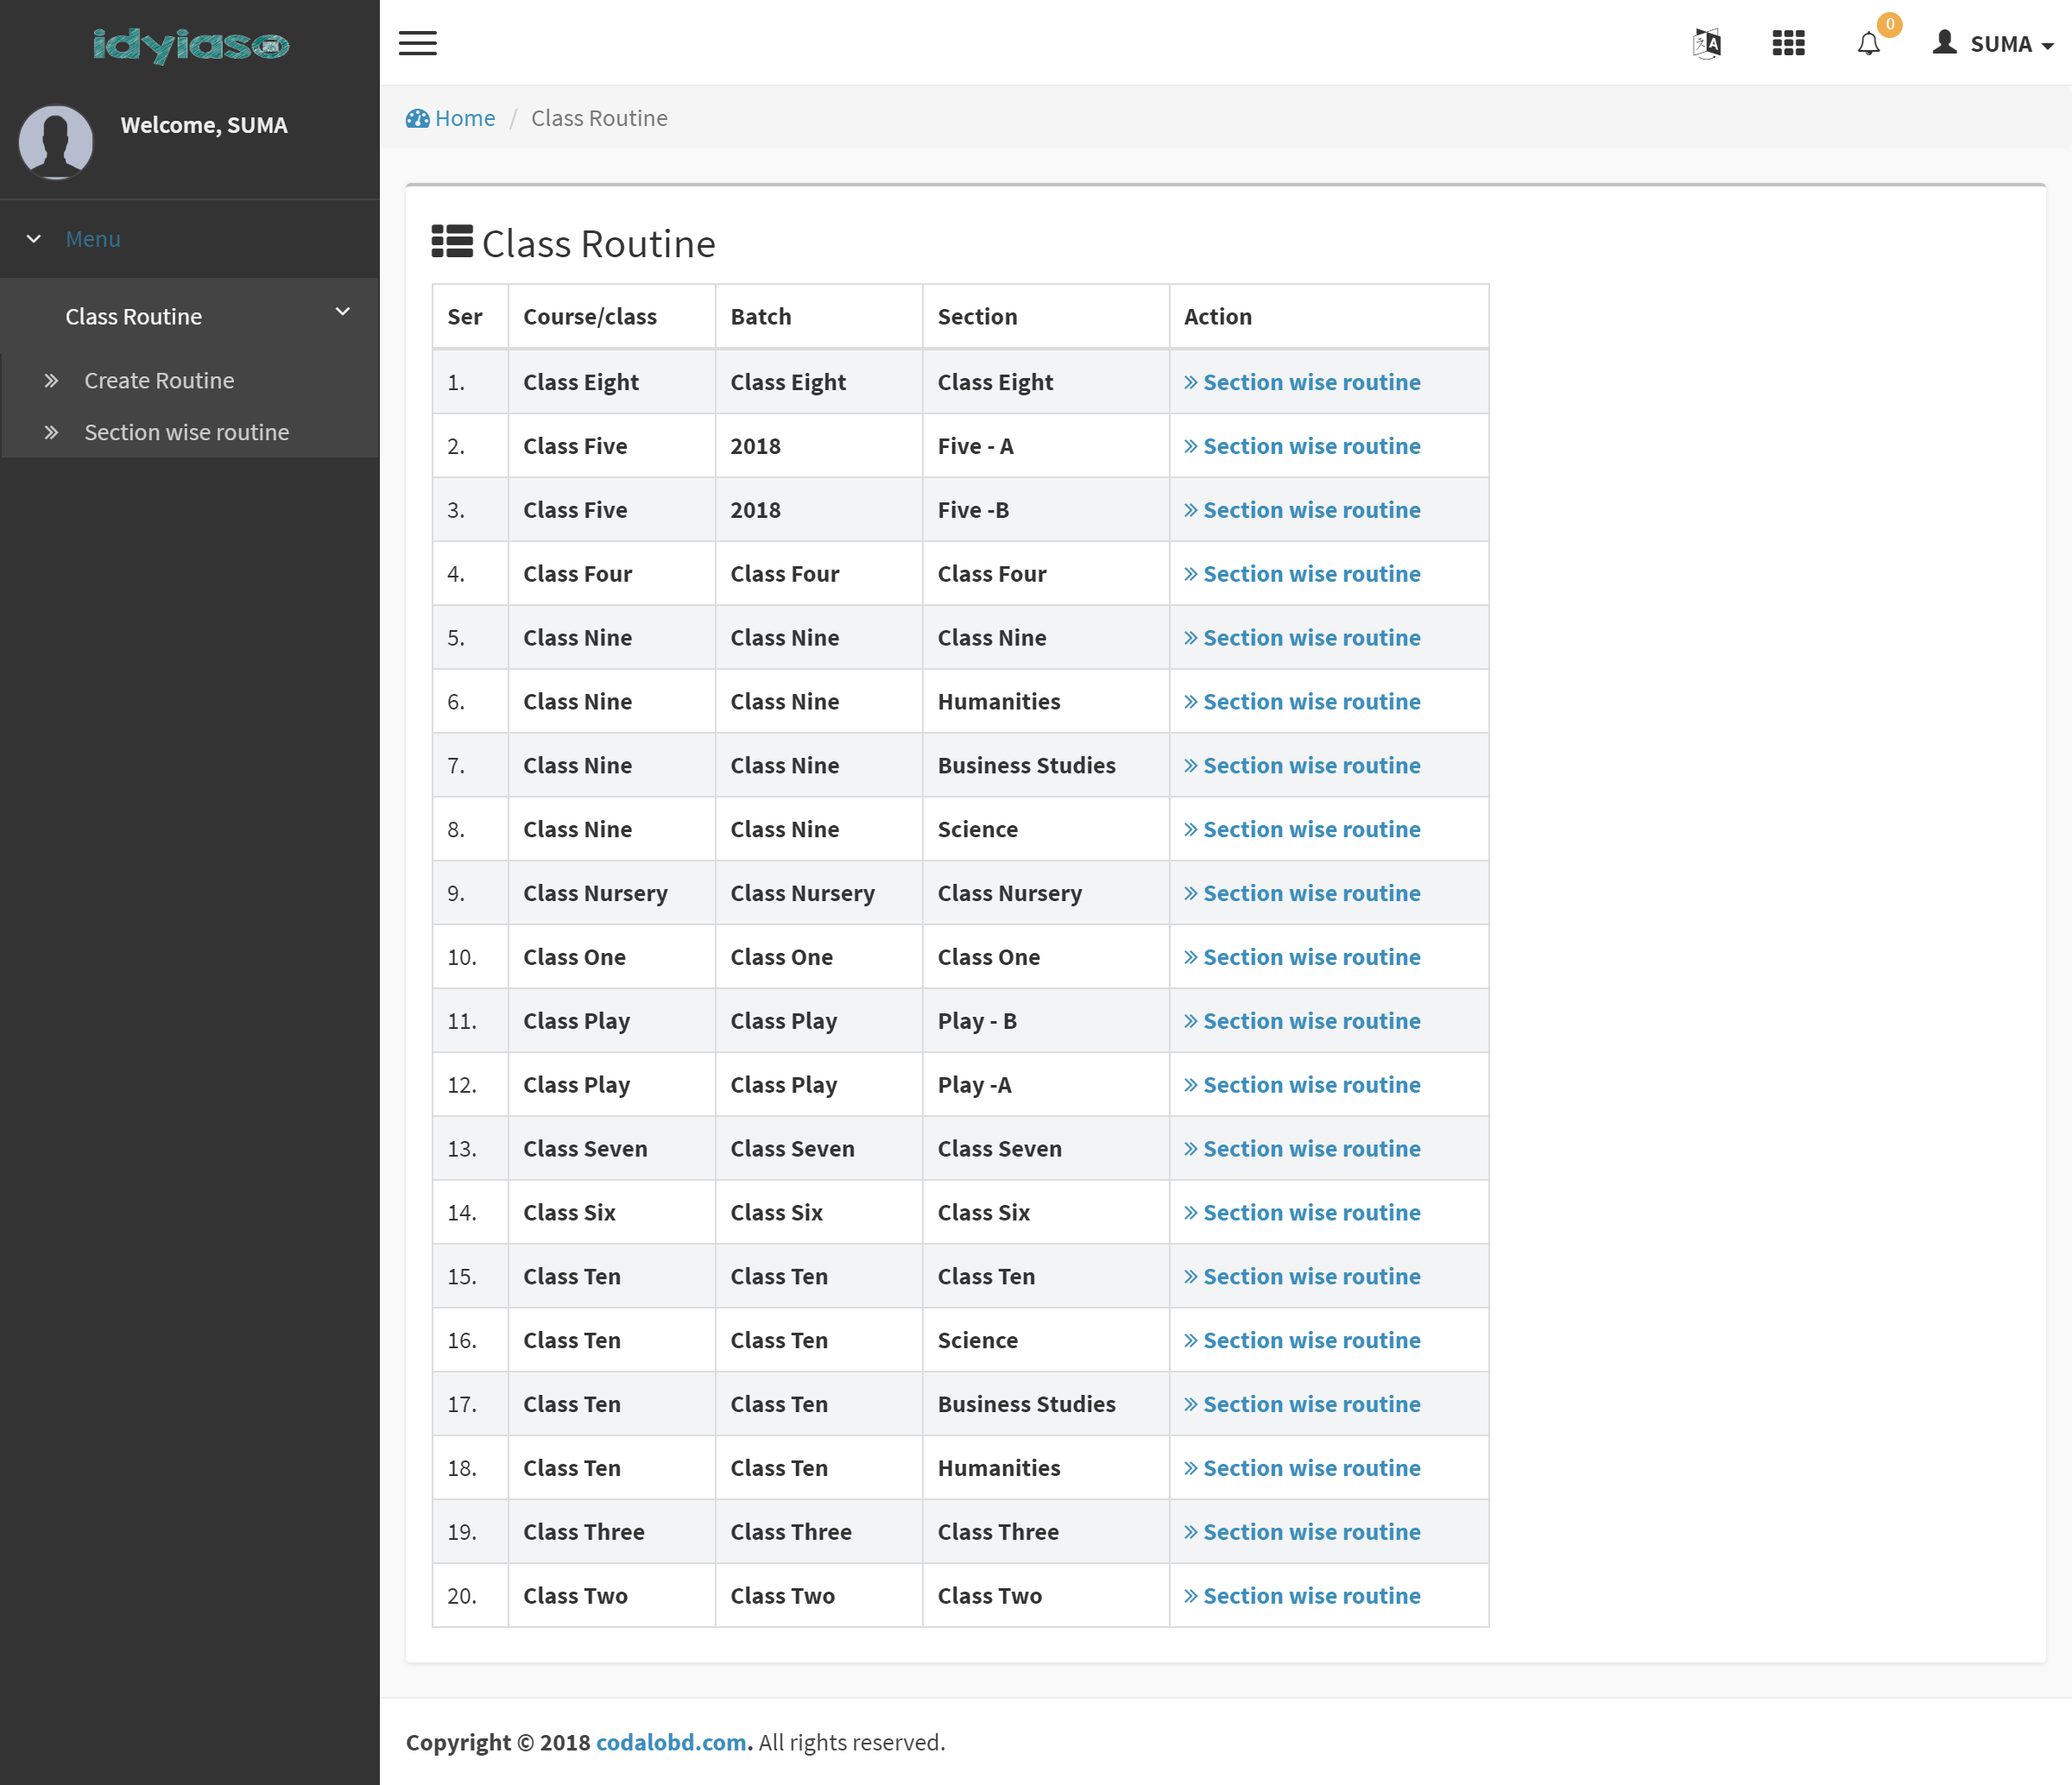 idyiaso
0
SUMA
Welcome, SUMA
Home / Class Routine
Menu
Class Routine
Create Routine
Section wise routine
Class Routine
Ser Course/class Batch Section Action
1. Class Eight Class Eight Class Eight » Section wise routine
2. Class Five 2018 Five - A » Section wise routine
3. Class Five 2018 Five -B » Section wise routine
4. Class Four Class Four Class Four » Section wise routine
5. Class Nine Class Nine Class Nine » Section wise routine
6. Class Nine Class Nine Humanities » Section wise routine
7. Class Nine Class Nine Business Studies » Section wise routine
8. Class Nine Class Nine Science » Section wise routine
9. Class Nursery Class Nursery Class Nursery » Section wise routine
10. Class One Class One Class One » Section wise routine
11. Class Play Class Play Play - B » Section wise routine
12. Class Play Class Play Play -A » Section wise routine
13. Class Seven Class Seven Class Seven » Section wise routine
14. Class Six Class Six Class Six » Section wise routine
15. Class Ten Class Ten Class Ten » Section wise routine
16. Class Ten Class Ten Science » Section wise routine
17. Class Ten Class Ten Business Studies » Section wise routine
18. Class Ten Class Ten Humanities » Section wise routine
19. Class Three Class Three Class Three » Section wise routine
20. Class Two Class Two Class Two » Section wise routine
Copyright © 2018 codalobd.com. All rights reserved.